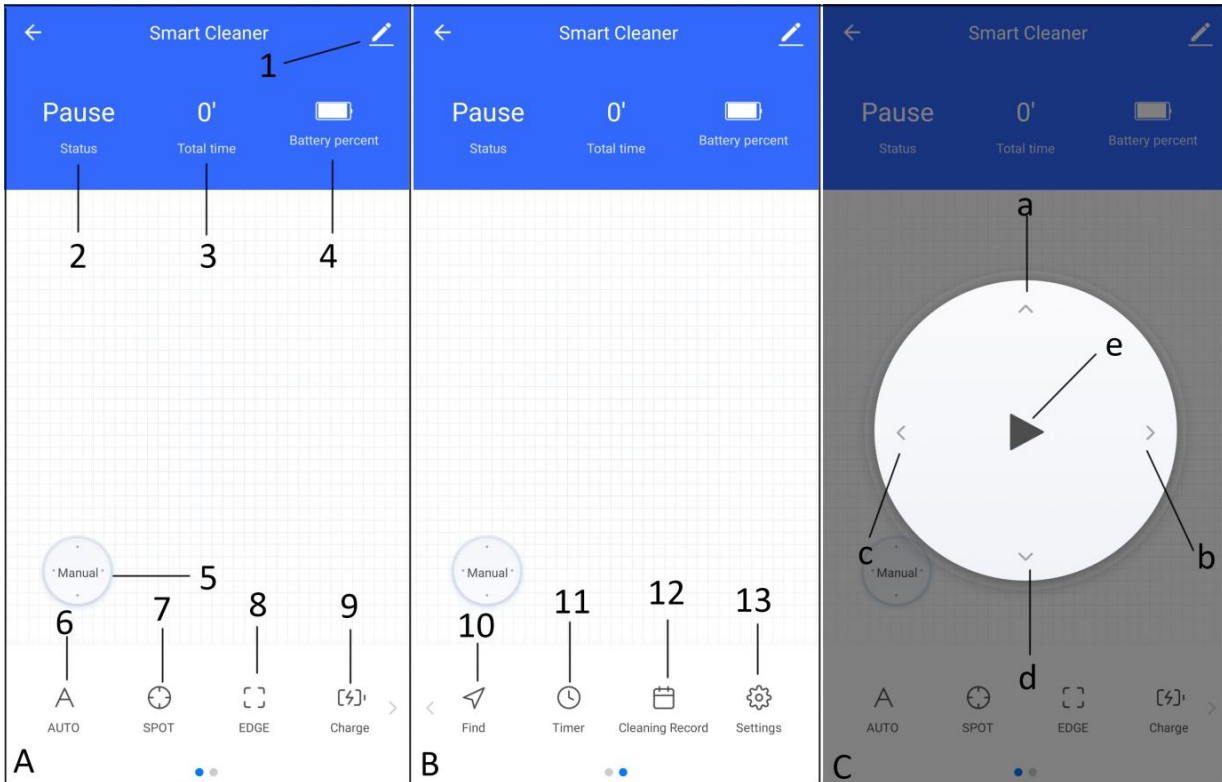 Smart Cleaner
1
Pause 0'
Status Total time Battery percent
2 3 4
Manual
5
6 7 8 9
AUTO SPOT EDGE Charge
A
Smart Cleaner
Pause 0'
Status Total time Battery percent
Manual
10 11 12 13
Find Timer Cleaning Record Settings
B
Smart Cleaner
Pause 0'
Status Total time Battery percent
a
e
c b
Manual
d
AUTO SPOT EDGE Charge
C